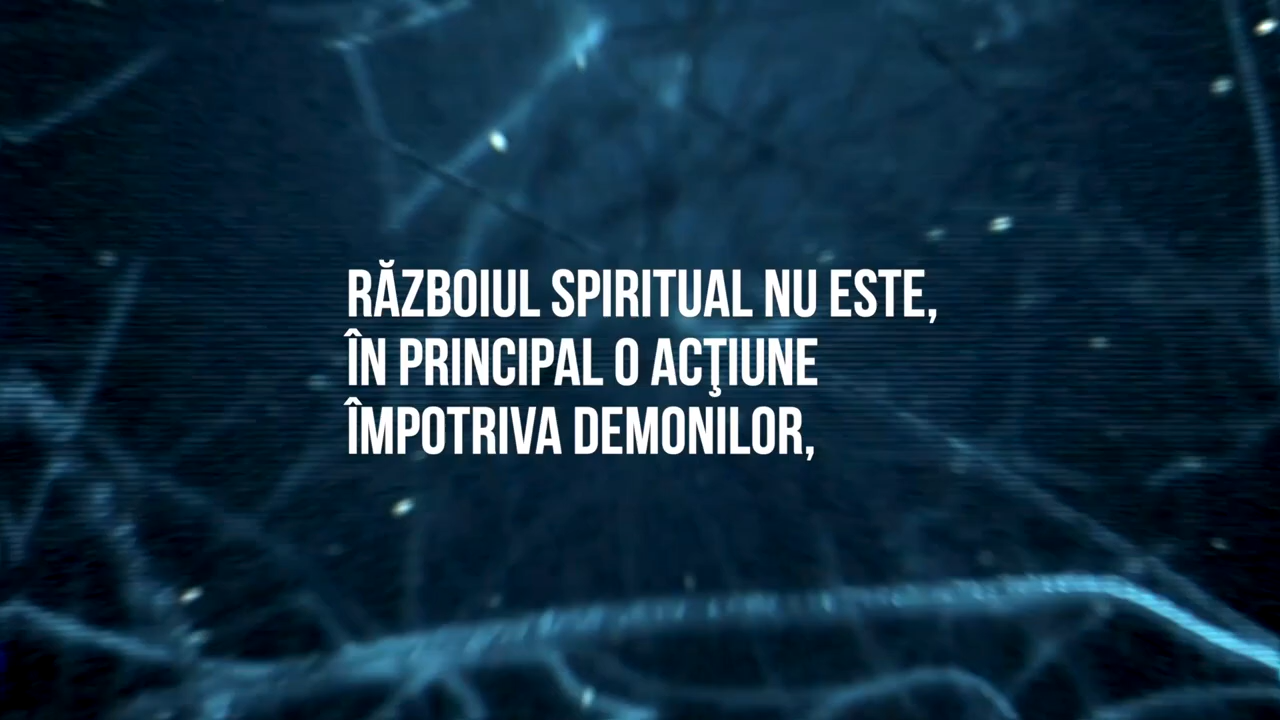 RĂZBOIUL SPIRITUAL NU ESTE,
ÎN PRINCIPAL O ACŢIUNE
ÎMPOTRIVA DEMONILOR,